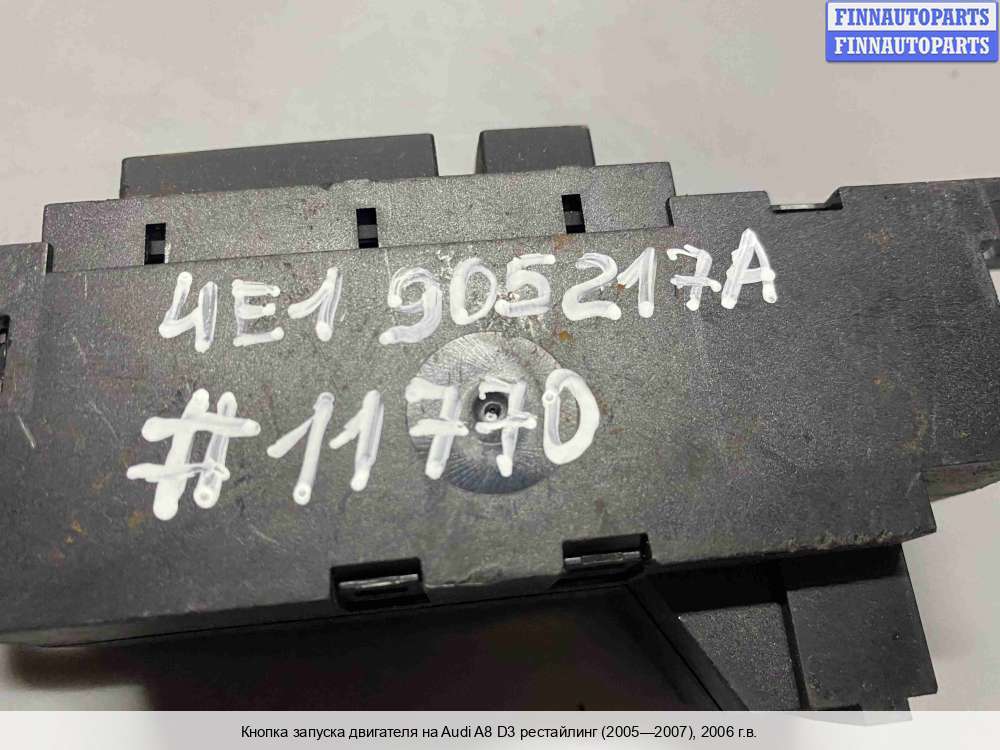 FINNAUTOPARTS
FINNAUTOPARTS
4E1 905217A
#11770
Кнопка запуска двигателя на Audi A8 D3 рестайлинг (2005—2007), 2006 г.в.